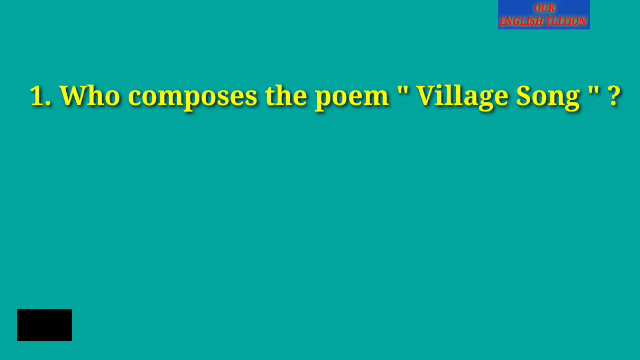 OUR
ENGLISH TUITION
1. Who composes the poem " Village Song " ?